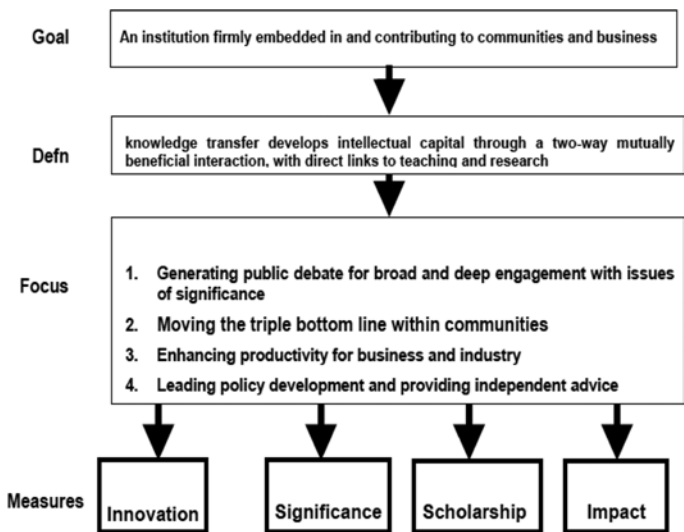 Goal
An institution firmly embedded in and contributing to communities and business
Defn
knowledge transfer develops intellectual capital through a two-way mutually
beneficial interaction, with direct links to teaching and research
Focus
1. Generating public debate for broad and deep engagement with issues
of significance
2. Moving the triple bottom line within communities
3. Enhancing productivity for business and industry
4. Leading policy development and providing independent advice
Measures
Innovation
Significance
Scholarship
Impact